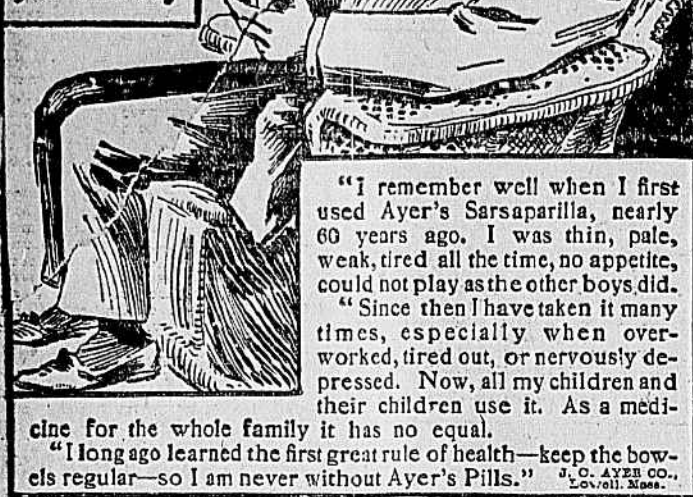 “I remember well when I first
used Ayer's Sarsaparilla, nearly
60 years ago. I was thin, pale,
weak, tired all the time, no appetite,
could not play as the other boys did.
“Since then I have taken it many
times, especially when over-
worked, tired out, or nervously de-
pressed. Now, all my children and
their children use it. As a medi-
cine for the whole family it has no equal.
“I long ago learned the first great rule of health—keep the bow-
els regular—so I am never without Ayer's Pills.” J. C. AYER CO.,
Lowell, Mass.